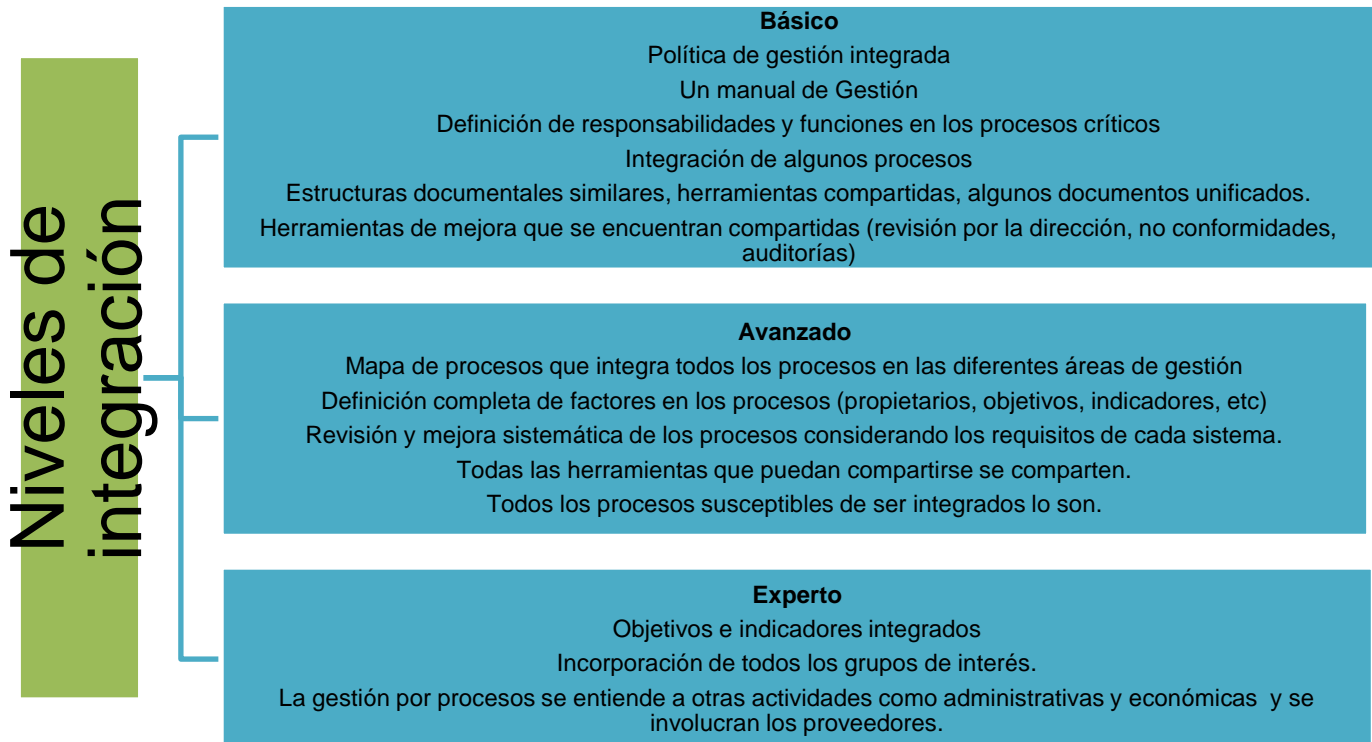 Niveles de
integración
Básico
Política de gestión integrada
Un manual de Gestión
Definición de responsabilidades y funciones en los procesos críticos
Integración de algunos procesos
Estructuras documentales similares, herramientas compartidas, algunos documentos unificados.
Herramientas de mejora que se encuentran compartidas (revisión por la dirección, no conformidades,
auditorías)
Avanzado
Mapa de procesos que integra todos los procesos en las diferentes áreas de gestión
Definición completa de factores en los procesos (propietarios, objetivos, indicadores, etc)
Revisión y mejora sistemática de los procesos considerando los requisitos de cada sistema.
Todas las herramientas que puedan compartirse se comparten.
Todos los procesos susceptibles de ser integrados lo son.
Experto
Objetivos e indicadores integrados
Incorporación de todos los grupos de interés.
La gestión por procesos se entiende a otras actividades como administrativas y económicas  y se
involucran los proveedores.